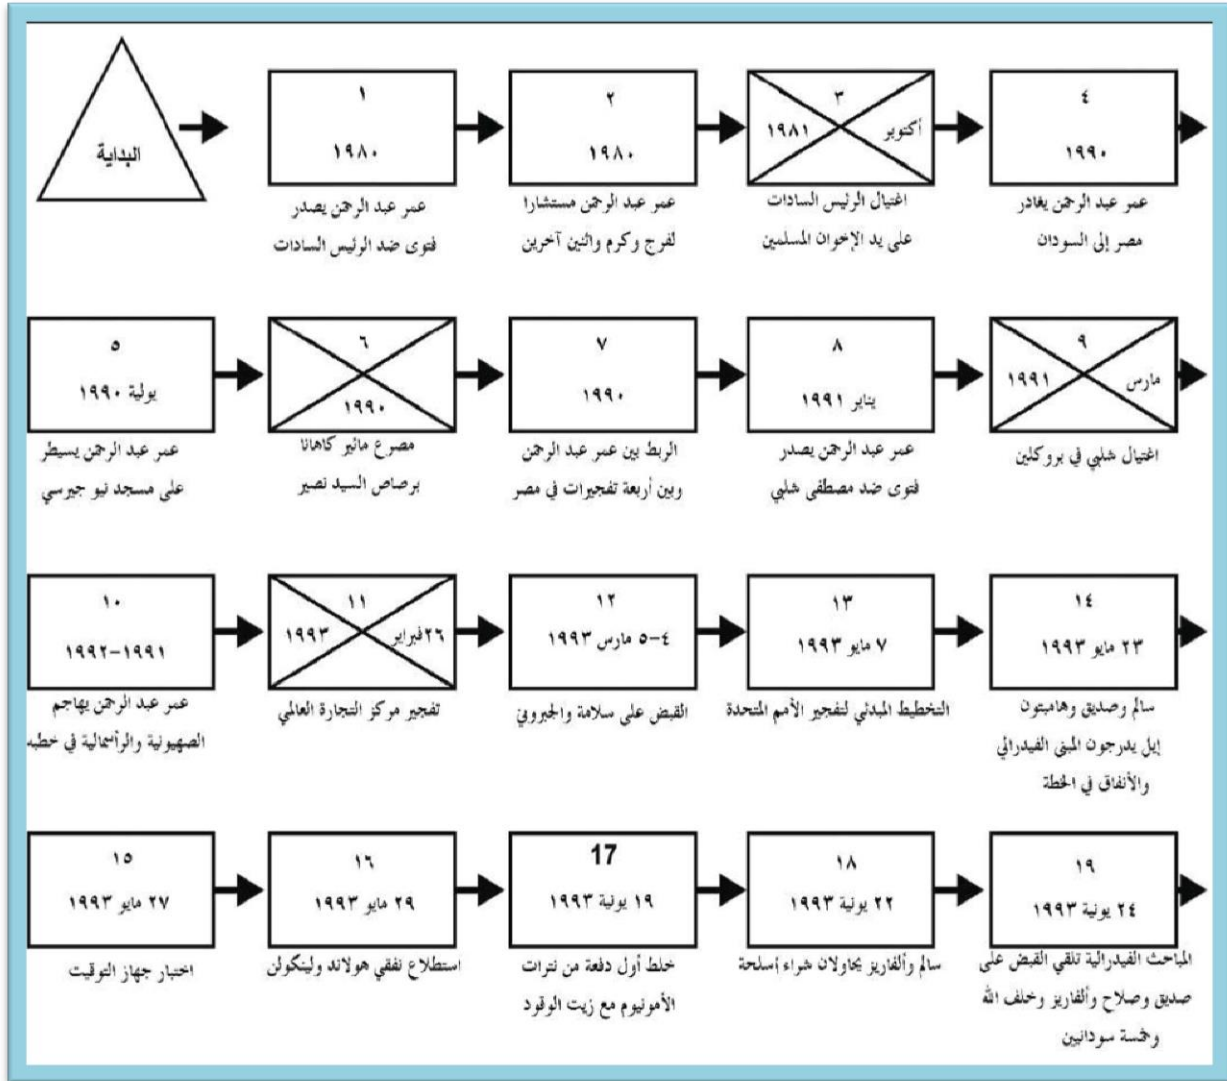 البداية
١
١٩٨٠
عمر عبد الرحمن يصدر
فتوى ضد الرئيس السادات
٢
١٩٨٠
عمر عبد الرحمن مستشارا
لفرج وكرم واثنين آخرين
٣
أكتوبر
١٩٨١
اغتيال الرئيس السادات
على يد الإخوان المسلمين
٤
١٩٩٠
عمر عبد الرحمن يغادر
مصر إلى السودان
٥
يولية ١٩٩٠
عمر عبد الرحمن يسيطر
على مسجد نيو جيرسي
٦
١٩٩٠
مصرع مائير كاهانا
برصاص السيد نصير
٧
١٩٩٠
الربط بين عمر عبد الرحمن
وبين أربعة تفجيرات في مصر
٨
يناير ١٩٩١
عمر عبد الرحمن يصدر
فتوى ضد مصطفى شلبي
٩
مارس
١٩٩١
اغتيال شلبي في بروكلين
١٠
١٩٩١-١٩٩٢
عمر عبد الرحمن يهاجم
الصهيونية والرأسمالية في خطبه
١١
٢٦ فبراير
١٩٩٣
تفجير مركز التجارة العالمي
١٢
٤-٥ مارس ١٩٩٣
القبض على سلامة والجبروني
١٣
٧ مايو ١٩٩٣
التخطيط المبدئي لتفجير الأمم المتحدة
١٤
٢٣ مايو ١٩٩٣
سالم وصديق وهامبتون
إيل يدرجون المبنى الفيدرالي
والأنفاق في الخطة
١٥
٢٧ مايو ١٩٩٣
اختبار جهاز التوقيت
١٦
٢٩ مايو ١٩٩٣
استطلاع نفقي هولاند ولينكولن
17
١٩ يونية ١٩٩٣
خلط أول دفعة من نترات
الأمونيوم مع زيت الوقود
١٨
٢٢ يونية ١٩٩٣
سالم وألفاريز يحاولان شراء أسلحة
١٩
٢٤ يونية ١٩٩٣
المباحث الفيدرالية تلقي القبض على
صديق وصلاح وألفاريز وخلف الله
وخمسة سودانيين